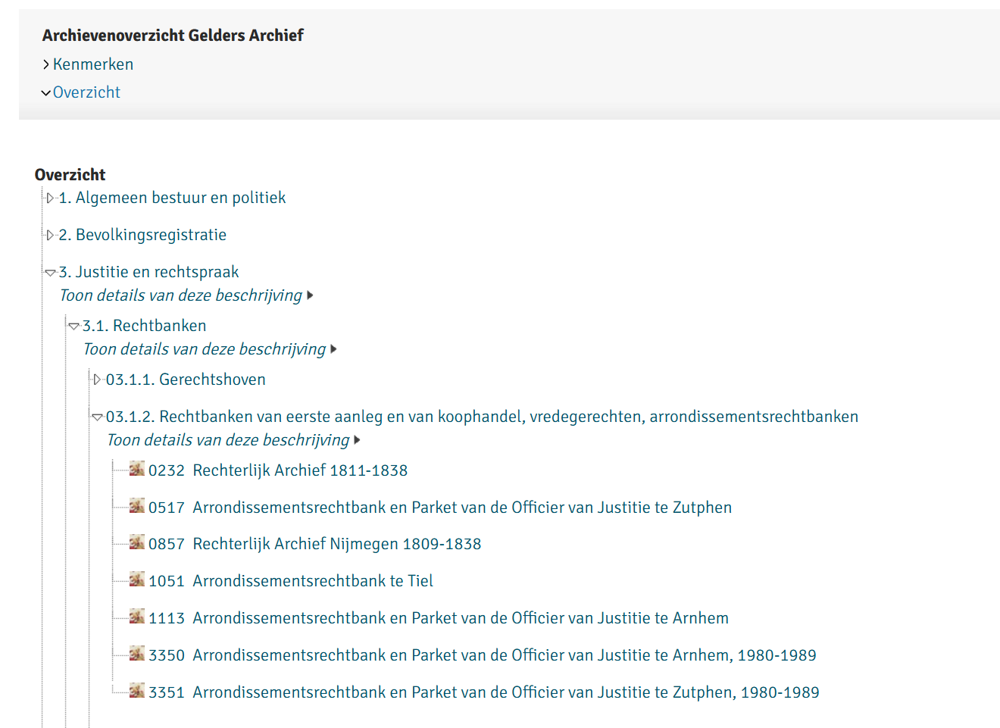 Archievenoverzicht Gelders Archief
Kenmerken
Overzicht
Overzicht
1. Algemeen bestuur en politiek
2. Bevolkingsregistratie
3. Justitie en rechtspraak
Toon details van deze beschrijving
3.1. Rechtbanken
Toon details van deze beschrijving
03.1.1. Gerechtshoven
03.1.2. Rechtbanken van eerste aanleg en van koophandel, vredegerechten, arrondissementsrechtbanken
Toon details van deze beschrijving
0232 Rechterlijk Archief 1811-1838
0517 Arrondissementsrechtbank en Parket van de Officier van Justitie te Zutphen
0857 Rechterlijk Archief Nijmegen 1809-1838
1051 Arrondissementsrechtbank te Tiel
1113 Arrondissementsrechtbank en Parket van de Officier van Justitie te Arnhem
3350 Arrondissementsrechtbank en Parket van de Officier van Justitie te Arnhem, 1980-1989
3351 Arrondissementsrechtbank en Parket van de Officier van Justitie te Zutphen, 1980-1989